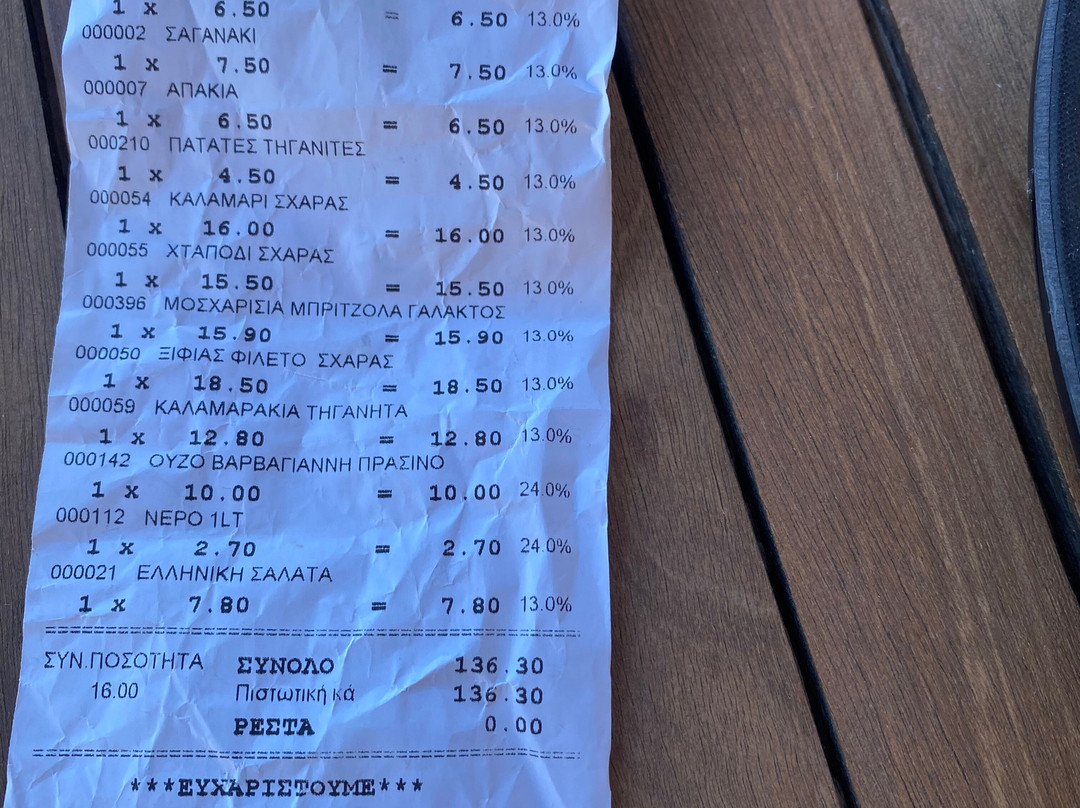 1 x 6.50 = 6.50 13.0%
000002 ΣΑΓΑΝΑΚΙ
1 x 7.50 = 7.50 13.0%
000007 ΑΠΑΚΙΑ
1 x 6.50 = 6.50 13.0%
000210 ΠΑΤΑΤΕΣ ΤΗΓΑΝΙΤΕΣ
1 x 4.50 = 4.50 13.0%
000054 ΚΑΛΑΜΑΡΙ ΣΧΑΡΑΣ
1 x 16.00 = 16.00 13.0%
000055 ΧΤΑΠΟΔΙ ΣΧΑΡΑΣ
1 x 15.50 = 15.50 13.0%
000396 ΜΟΣΧΑΡΙΣΙΑ ΜΠΡΙΤΖΟΛΑ ΓΑΛΑΚΤΟΣ
1 x 15.90 = 15.90 13.0%
000050 ΞΙΦΙΑΣ ΦΙΛΕΤΟ ΣΧΑΡΑΣ
1 x 18.50 = 18.50 13.0%
000059 ΚΑΛΑΜΑΡΑΚΙΑ ΤΗΓΑΝΗΤΑ
1 x 12.80 = 12.80 13.0%
000142 ΟΥΖΟ ΒΑΡΒΑΓΙΑΝΝΗ ΠΡΑΣΙΝΟ
1 x 10.00 = 10.00 24.0%
000112 ΝΕΡΟ 1LT
1 x 2.70 = 2.70 24.0%
000021 ΕΛΛΗΝΙΚΗ ΣΑΛΑΤΑ
1 x 7.80 = 7.80 13.0%
ΣΥΝ.ΠΟΣΟΤΗΤΑ ΣΥΝΟΛΟ 136.30
16.00 Πιστωτική κά 136.30
ΡΕΣΤΑ 0.00
***ΕΥΧΑΡΙΣΤΟΥΜΕ***